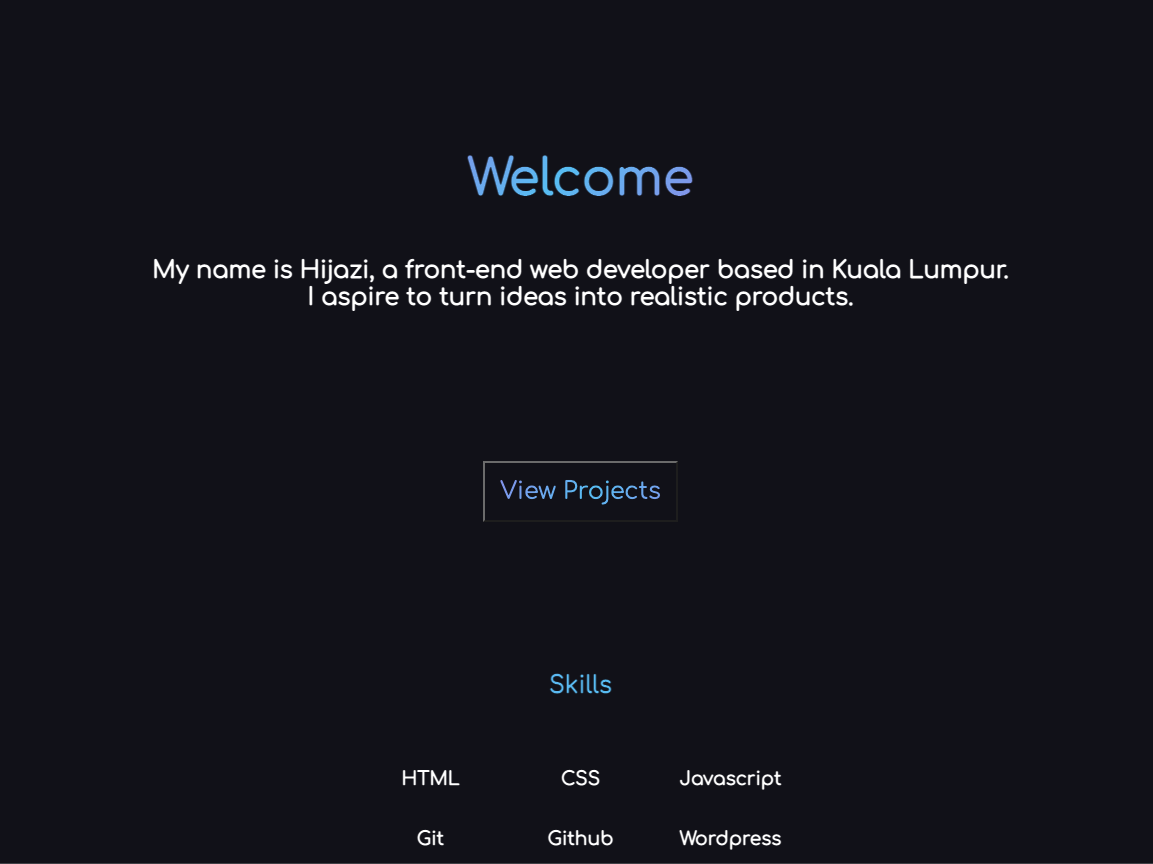 Welcome
My name is Hijazi, a front-end web developer based in Kuala Lumpur.
I aspire to turn ideas into realistic products.
View Projects
Skills
HTML CSS Javascript
Git Github Wordpress